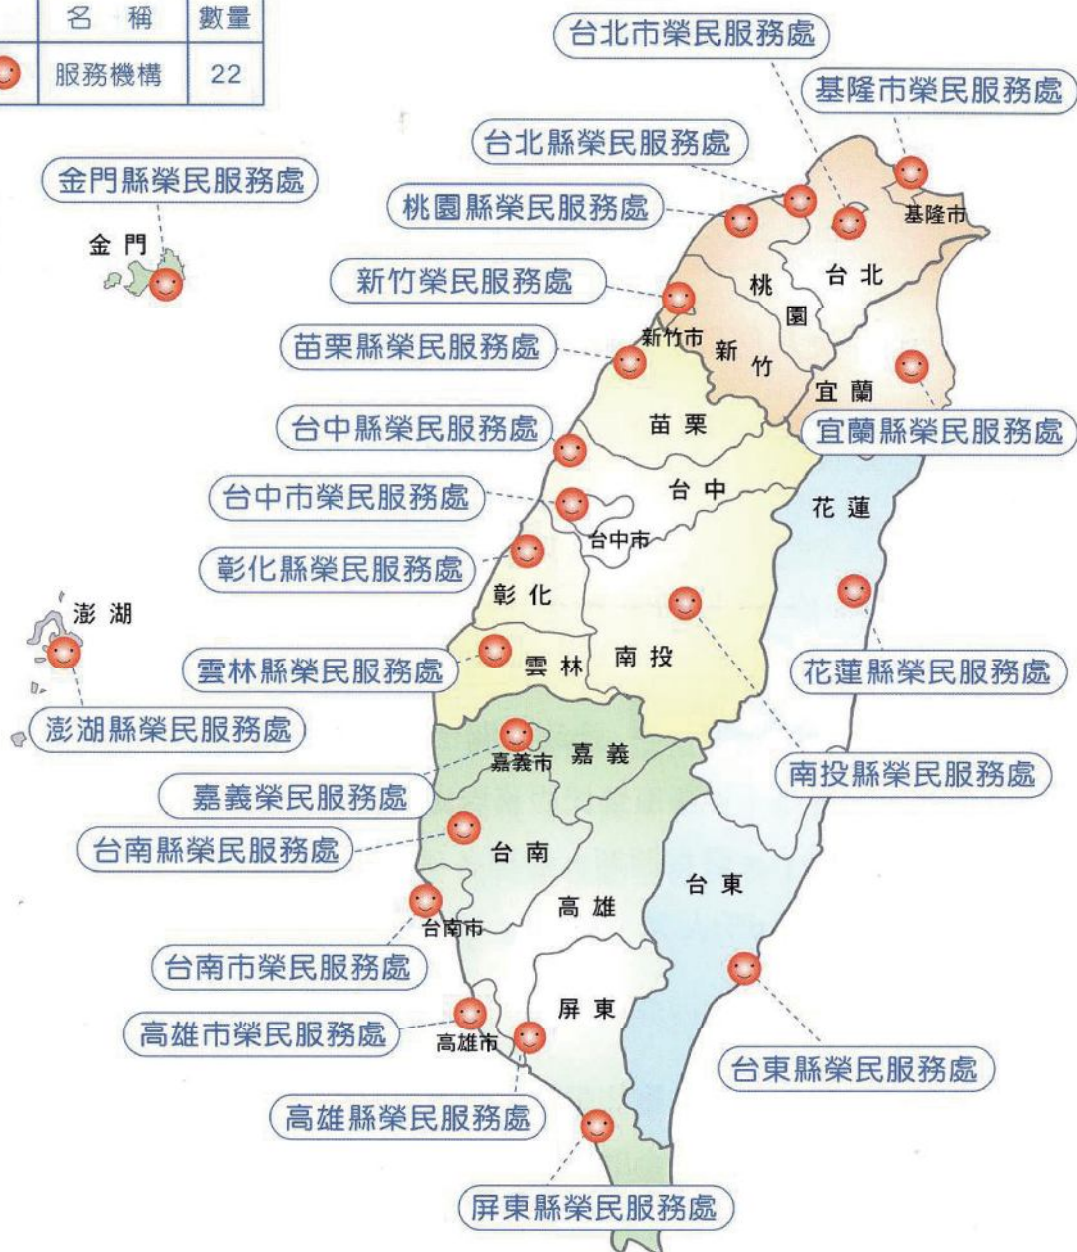 名 稱 數量
服務機構 22
台北市榮民服務處
基隆市榮民服務處
台北縣榮民服務處
金門縣榮民服務處
桃園縣榮民服務處
基隆市
金 門
台 北
新竹榮民服務處
桃
園
新竹市
新 竹
苗栗縣榮民服務處
宜 蘭
苗 栗
台中縣榮民服務處
宜蘭縣榮民服務處
台 中
台中市榮民服務處
花 蓮
台中市
彰化縣榮民服務處
彰 化
澎 湖
雲林縣榮民服務處
雲 林
南 投
花蓮縣榮民服務處
澎湖縣榮民服務處
嘉義市
嘉 義
南投縣榮民服務處
嘉義榮民服務處
台南縣榮民服務處
台 南
台 東
高 雄
台南市
台南市榮民服務處
屏 東
高雄市榮民服務處
高雄市
台東縣榮民服務處
高雄縣榮民服務處
屏東縣榮民服務處